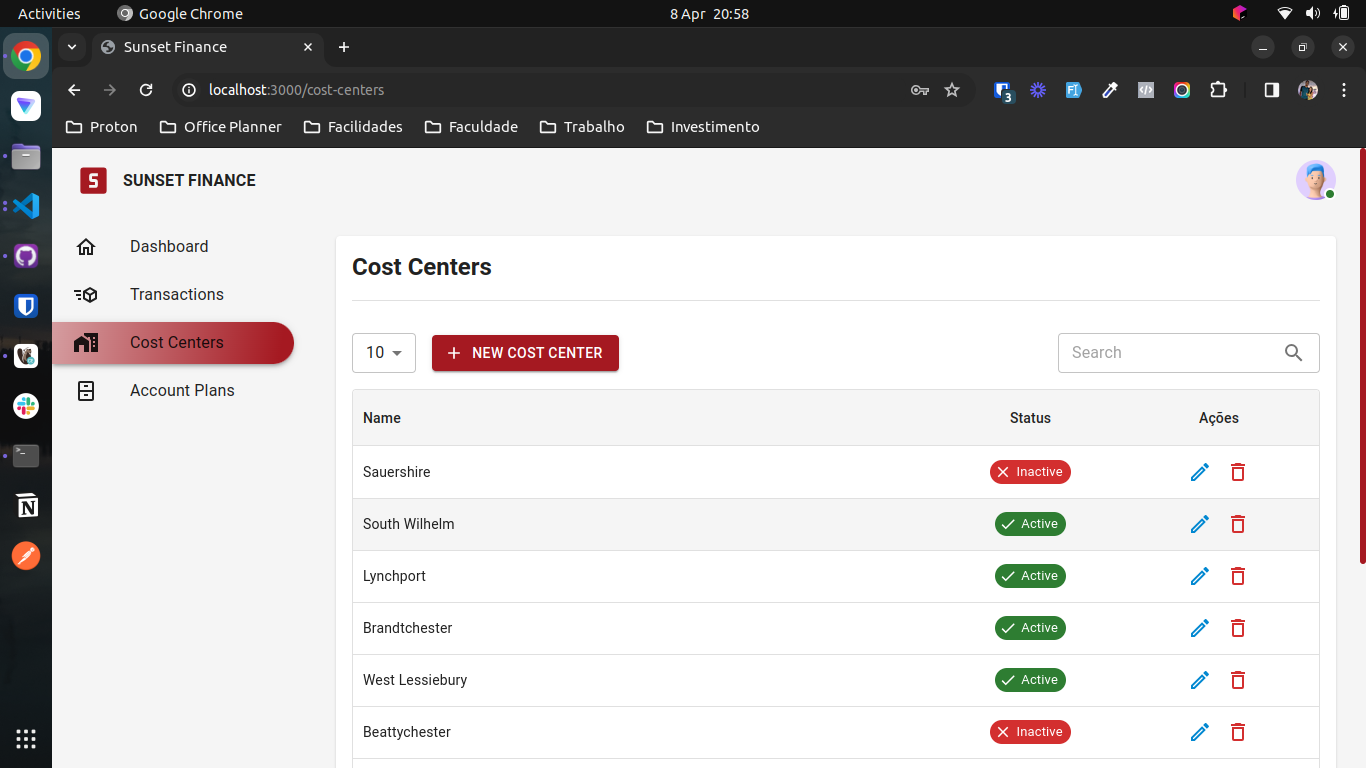 Activities
Google Chrome
8 Apr 20:58
Sunset Finance
localhost:3000/cost-centers
3
Proton
Office Planner
Facilidades
Faculdade
Trabalho
Investimento
S
SUNSET FINANCE
Dashboard
Transactions
Cost Centers
Account Plans
Cost Centers
10
NEW COST CENTER
Search
Name Status Ações
Sauershire Inactive
South Wilhelm Active
Lynchport Active
Brandtchester Active
West Lessiebury Active
Beattychester Inactive